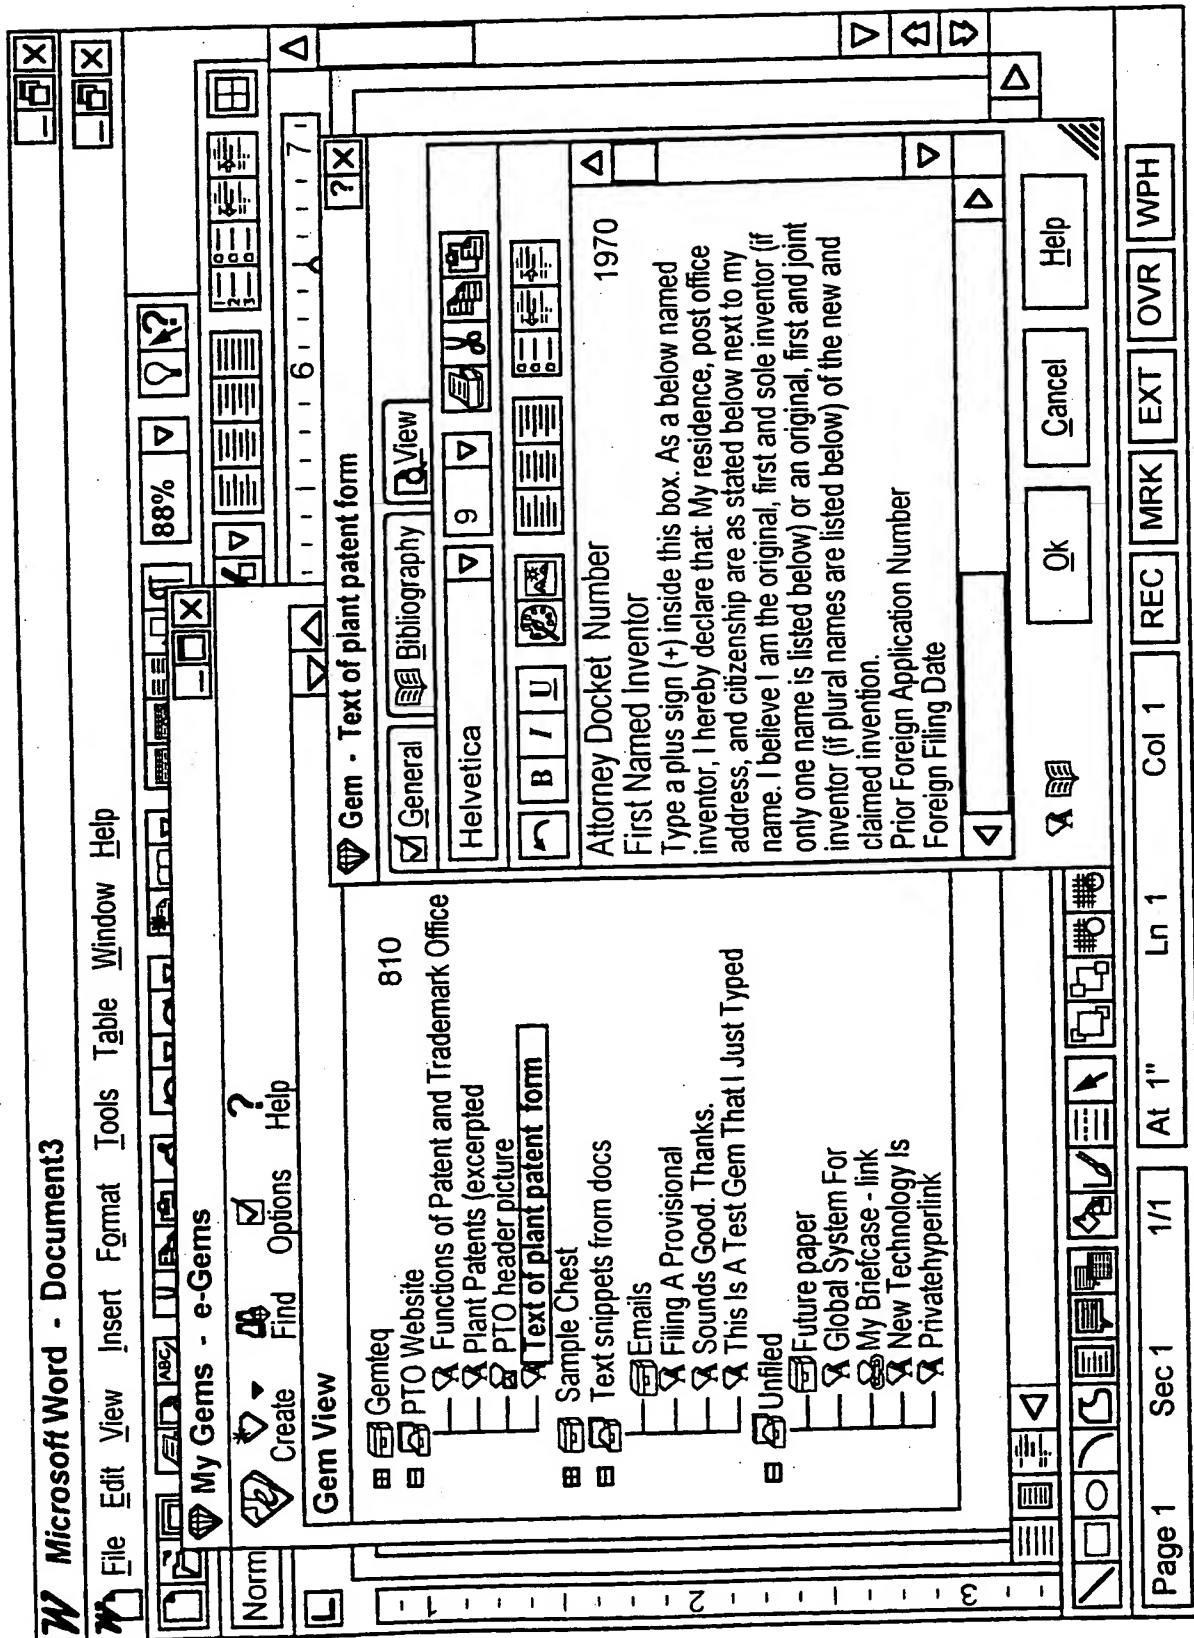 Microsoft Word - Document3
File Edit View Insert Format Tools Table Window Help
ABC
88%
?
My Gems - e-Gems
Norm
Create Find Options Help
Gem View
6 7
Gemteq 810
PTO Website
Functions of Patent and Trademark Office
Plant Patents (excerpted
PTO header picture
Text of plant patent form
Sample Chest
Text snippets from docs
Emails
Filing A Provisional
Sounds Good. Thanks.
This Is A Test Gem That I Just Typed
Unfiled
Future paper
Global System For
My Briefcase - link
New Technology Is
Privatehyperlink
Gem - Text of plant patent form
General Bibliography View
Helvetica 9
B I U
Attorney Docket Number 1970
First Named Inventor
Type a plus sign (+) inside this box. As a below named
inventor, I hereby declare that: My residence, post office
address, and citizenship are as stated below next to my
name. I believe I am the original, first and sole inventor (if
only one name is listed below) or an original, first and joint
inventor (if plural names are listed below) of the new and
claimed invention.
Prior Foreign Application Number
Foreign Filing Date
Ok Cancel Help
1
2
3
Page 1 Sec 1 1/1 At 1" Ln 1 Col 1 REC MRK EXT OVR WPH